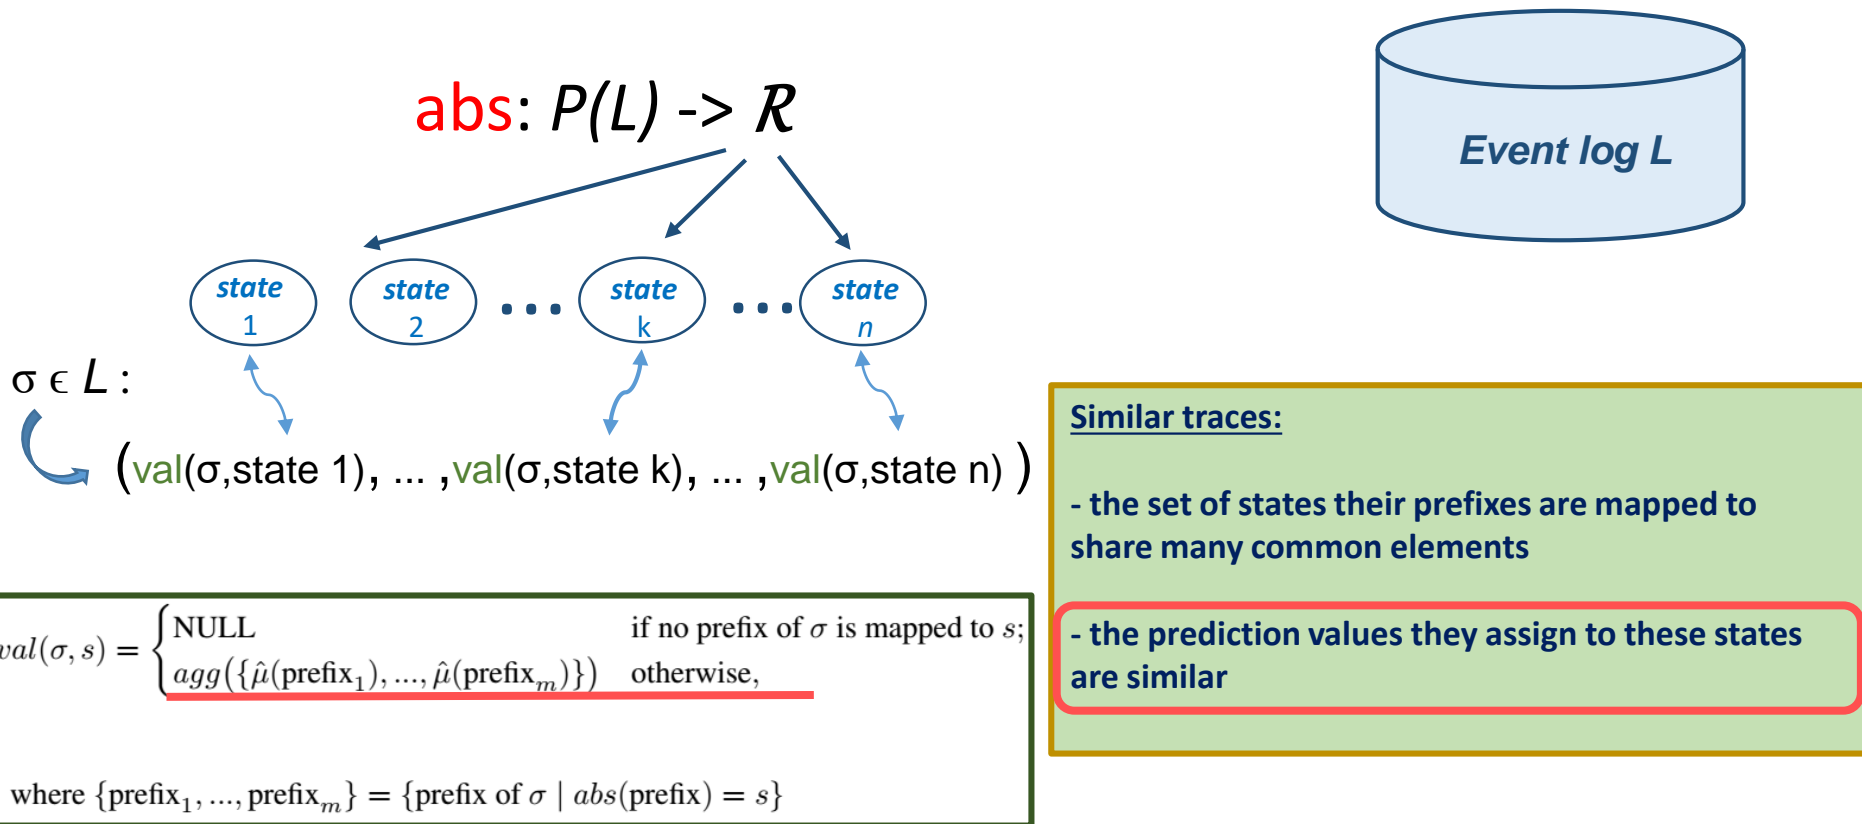 abs: P(L) -> R
Event log L
state
1
state
2
...
state
k
...
state
n
σ ϵ L :
(val(σ,state 1), ... ,val(σ,state k), ... ,val(σ,state n) )
Similar traces:
- the set of states their prefixes are mapped to
share many common elements
- the prediction values they assign to these states
are similar
val(σ, s) = { NULL if no prefix of σ is mapped to s;
agg({μ̂(prefix₁), ..., μ̂(prefixₘ)}) otherwise,
where {prefix₁, ..., prefixₘ} = {prefix of σ | abs(prefix) = s}